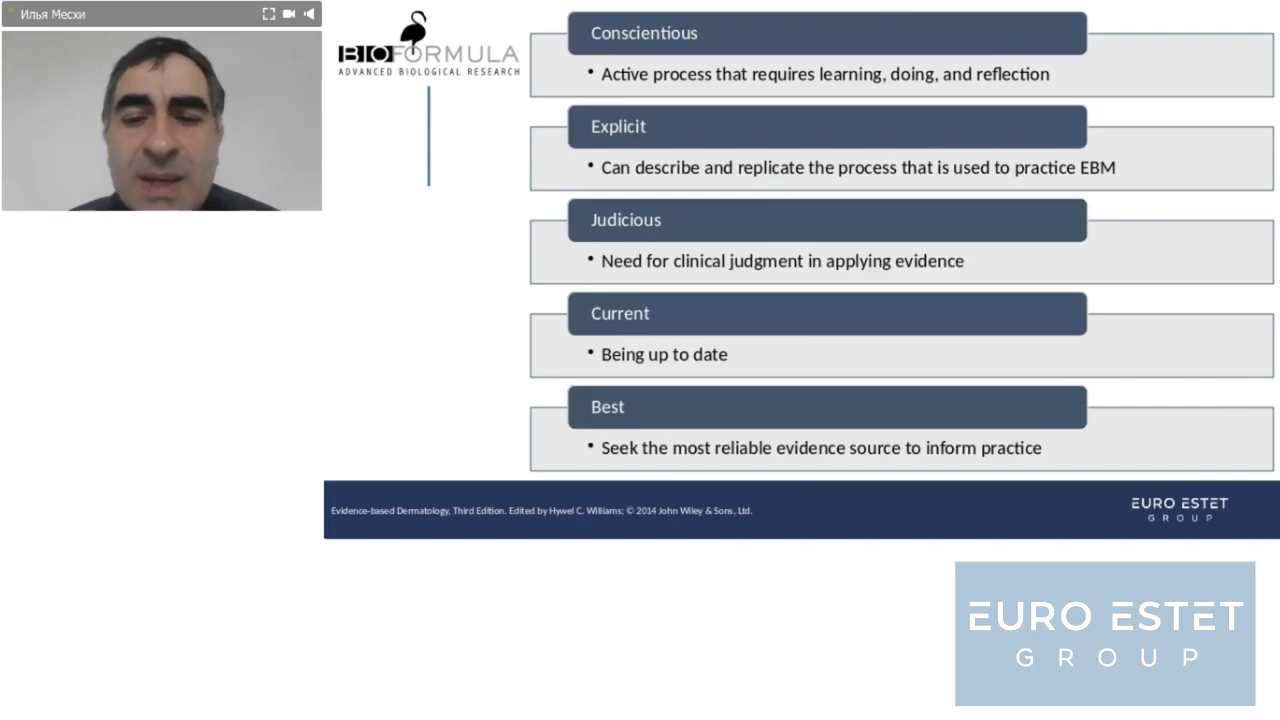 Илья Месхи
BIOFORMULA
ADVANCED BIOLOGICAL RESEARCH
Conscientious
• Active process that requires learning, doing, and reflection
Explicit
• Can describe and replicate the process that is used to practice EBM
Judicious
• Need for clinical judgment in applying evidence
Current
• Being up to date
Best
• Seek the most reliable evidence source to inform practice
Evidence-based Dermatology, Third Edition. Edited by Hywel C. Williams; © 2014 John Wiley & Sons, Ltd.
EURO ESTET
GROUP
EURO ESTET
GROUP